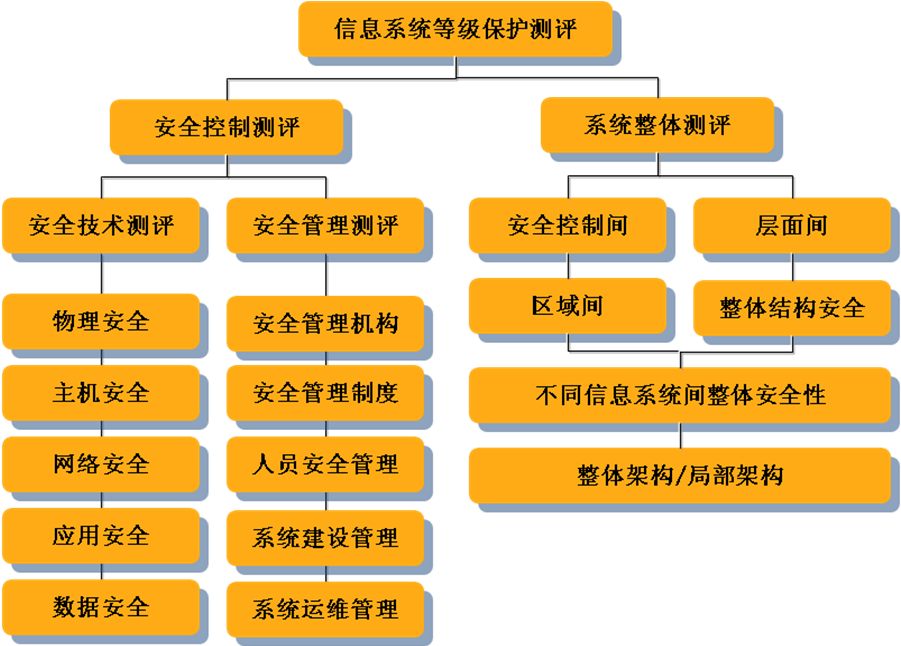 信息系统等级保护测评
安全控制测评
系统整体测评
安全技术测评
安全管理测评
安全控制间
层面间
物理安全
安全管理机构
区域间
整体结构安全
主机安全
安全管理制度
不同信息系统间整体安全性
网络安全
人员安全管理
整体架构/局部架构
应用安全
系统建设管理
数据安全
系统运维管理